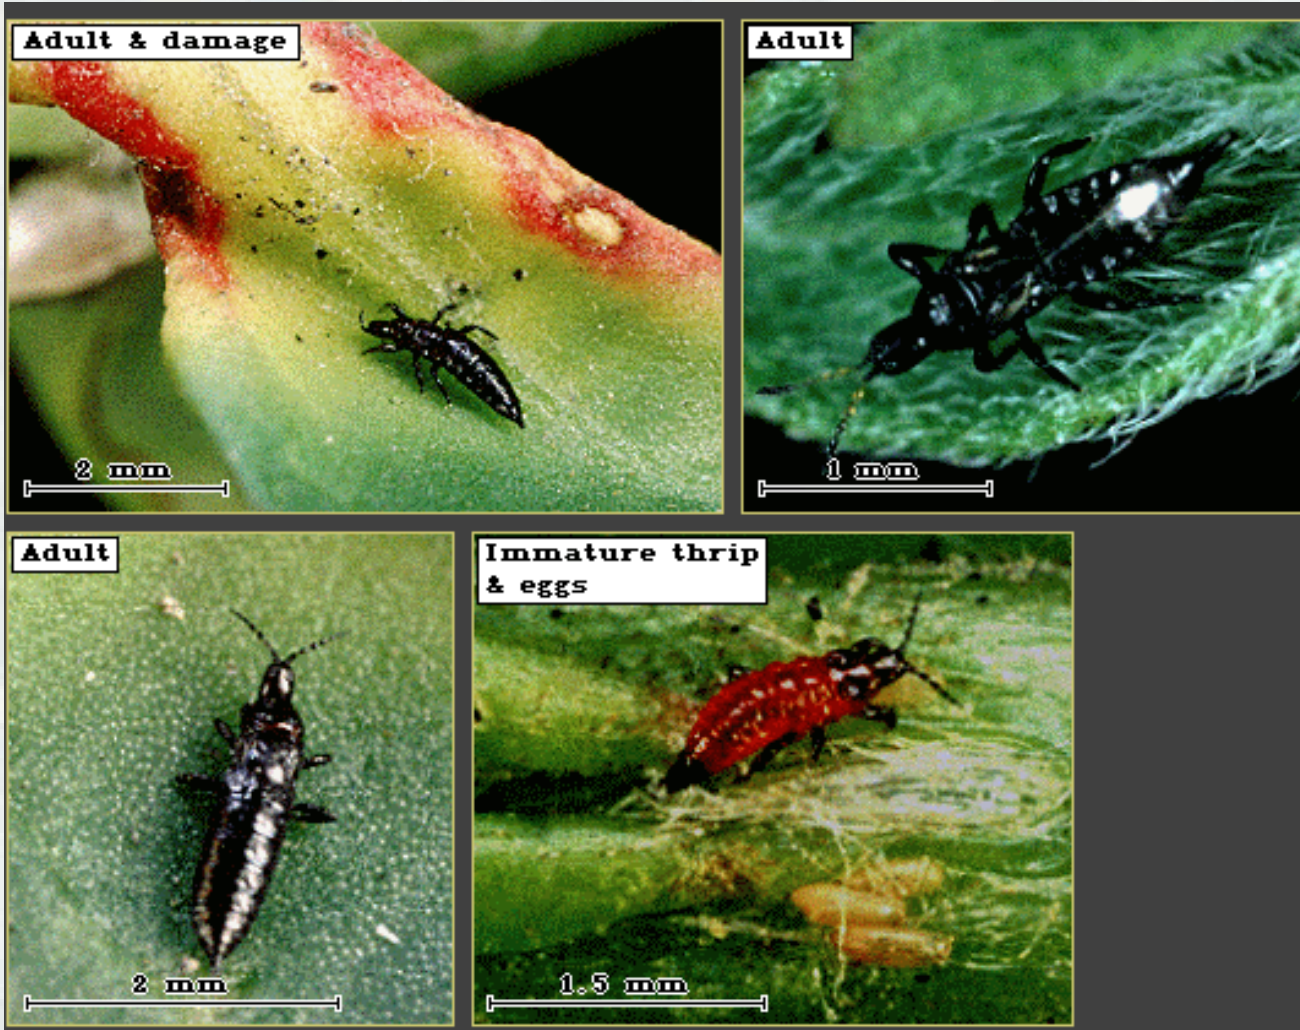 Adult & damage
2 mm
Adult
1 mm
Adult
2 mm
Immature thrip
& eggs
1.5 mm